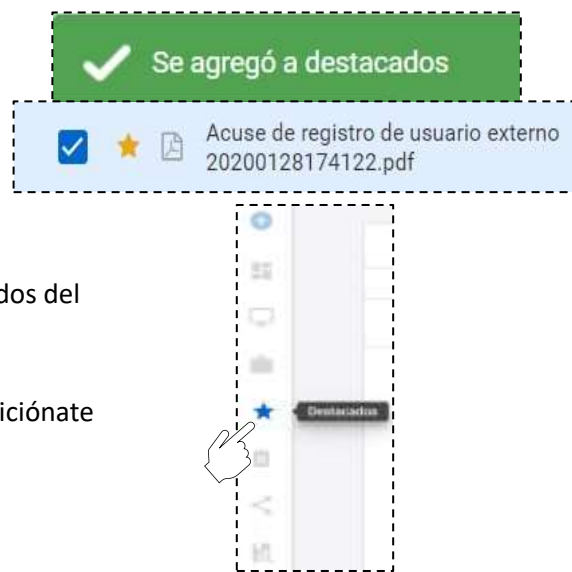 Se agregó a destacados
Acuse de registro de usuario externo
20200128174122.pdf
dos del
Destacados
iciónate